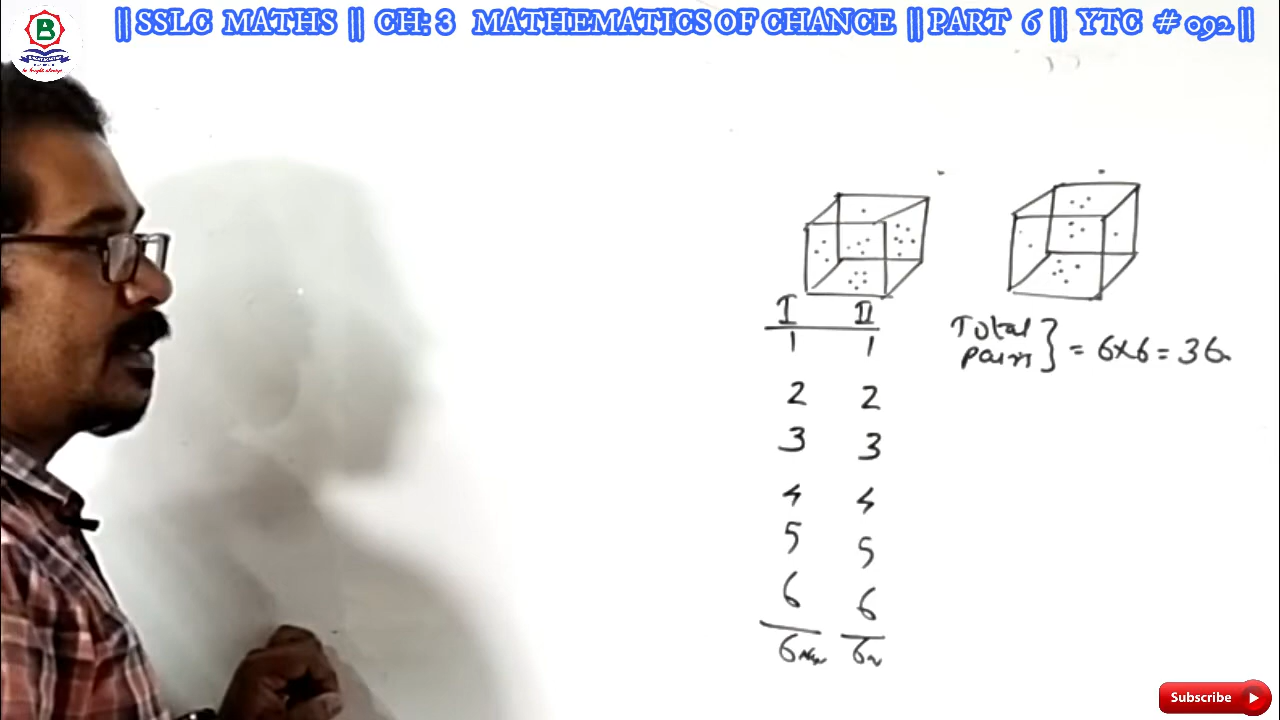 || SSLC MATHS || CH: 3 MATHEMATICS OF CHANCE || PART 6 || YTC # 092 ||
B
I II
1 1
2 2
3 3
4 4
5 5
6 6
6 6
Total
pairs } = 6x6 = 36
Subscribe